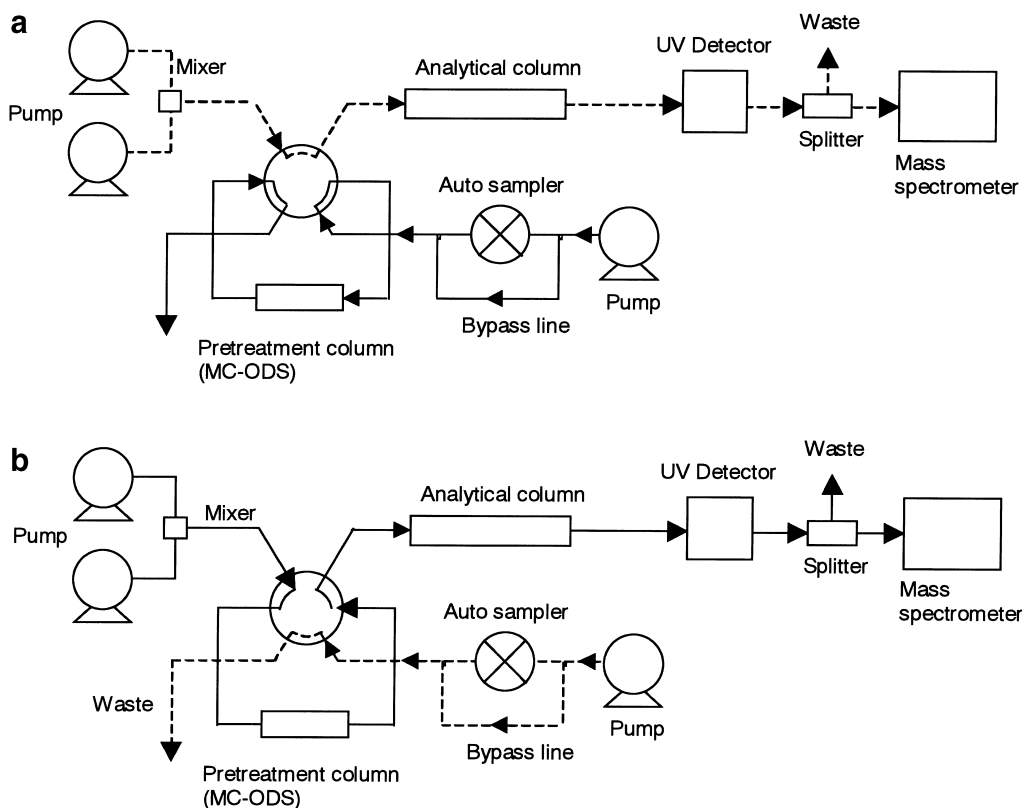 a
Waste
UV Detector
Mixer
Analytical column
Pump
Splitter
Mass
spectrometer
Auto sampler
Pump
Bypass line
Pretreatment column
(MC-ODS)
b
Waste
UV Detector
Analytical column
Mixer
Pump
Splitter
Mass
spectrometer
Auto sampler
Waste
Pump
Bypass line
Pretreatment column
(MC-ODS)